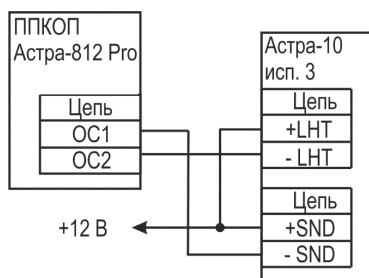 ППКОП
Астра-812 Pro
Цепь
ОС1
ОС2
+12 В
Астра-10
исп. 3
Цепь
+LHT
- LHT
Цепь
+SND
- SND